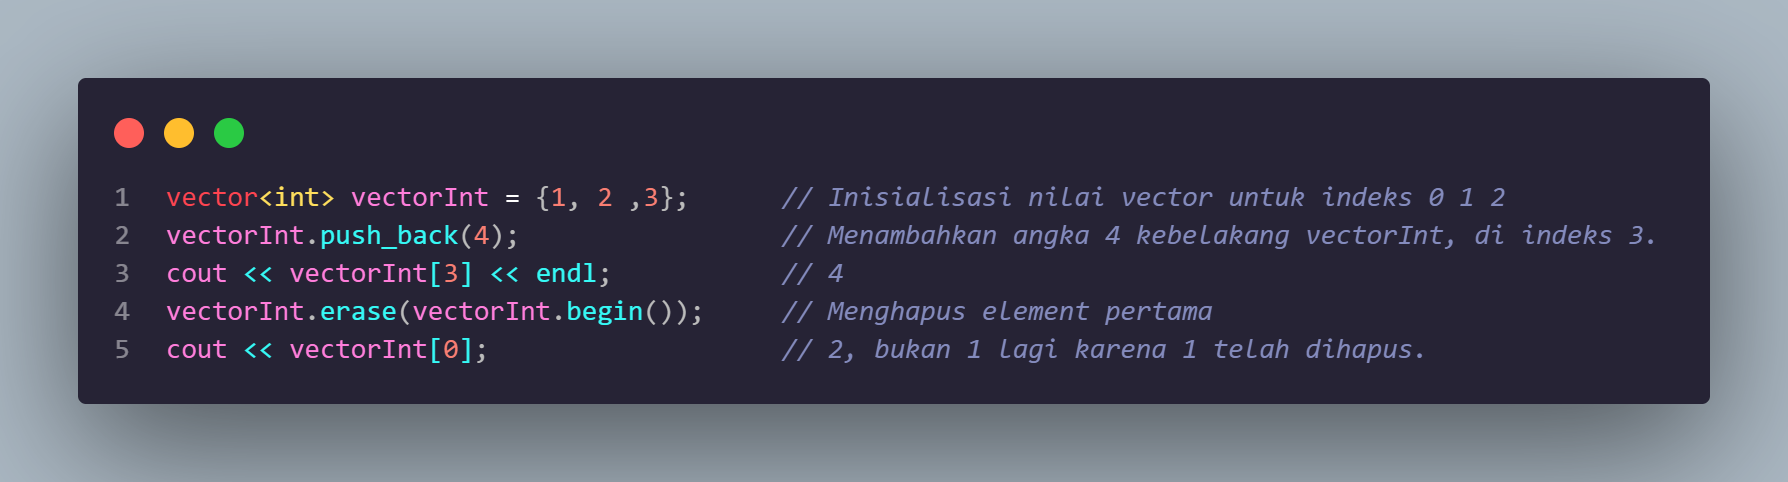 1 vector<int> vectorInt = {1, 2 ,3}; // Inisialisasi nilai vector untuk indeks 0 1 2
2 vectorInt.push_back(4); // Menambahkan angka 4 kebelakang vectorInt, di indeks 3.
3 cout << vectorInt[3] << endl; // 4
4 vectorInt.erase(vectorInt.begin()); // Menghapus element pertama
5 cout << vectorInt[0]; // 2, bukan 1 lagi karena 1 telah dihapus.